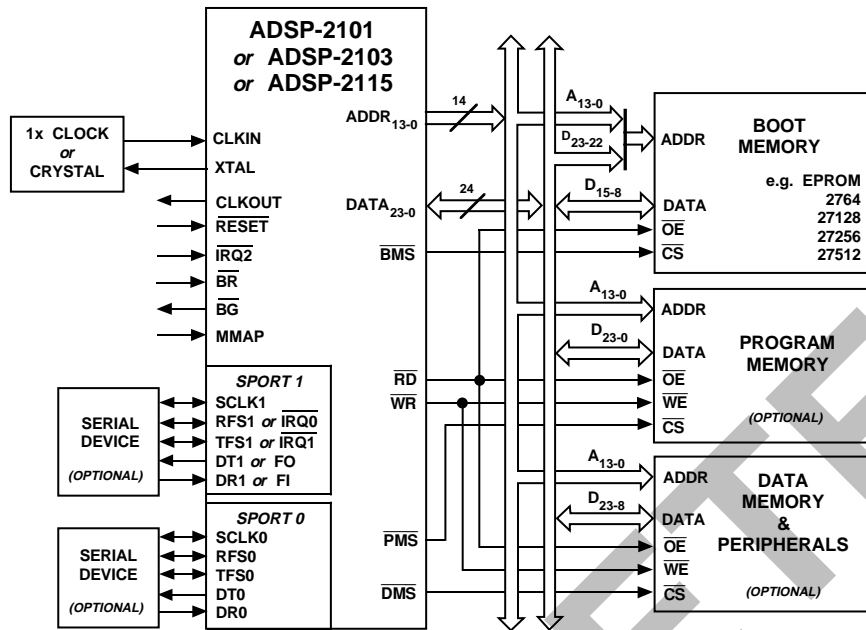 ADSP-2101
or ADSP-2103
or ADSP-2115
1x CLOCK
or
CRYSTAL
CLKIN
XTAL
CLKOUT
RESET
IRQ2
BR
BG
MMAP
ADDR13-0
14
DATA23-0
24
BMS
RD
WR
PMS
DMS
SPORT 1
SCLK1
RFS1 or IRQ0
TFS1 or IRQ1
DT1 or FO
DR1 or FI
SERIAL
DEVICE
(OPTIONAL)
SPORT 0
SCLK0
RFS0
TFS0
DT0
DR0
SERIAL
DEVICE
(OPTIONAL)
A13-0
D23-22
D15-8
ADDR
DATA
OE
CS
BOOT
MEMORY
e.g. EPROM
2764
27128
27256
27512
A13-0
D23-0
ADDR
DATA
OE
WE
CS
PROGRAM
MEMORY
(OPTIONAL)
A13-0
D23-8
ADDR
DATA
OE
WE
CS
DATA
MEMORY
&
PERIPHERALS
(OPTIONAL)